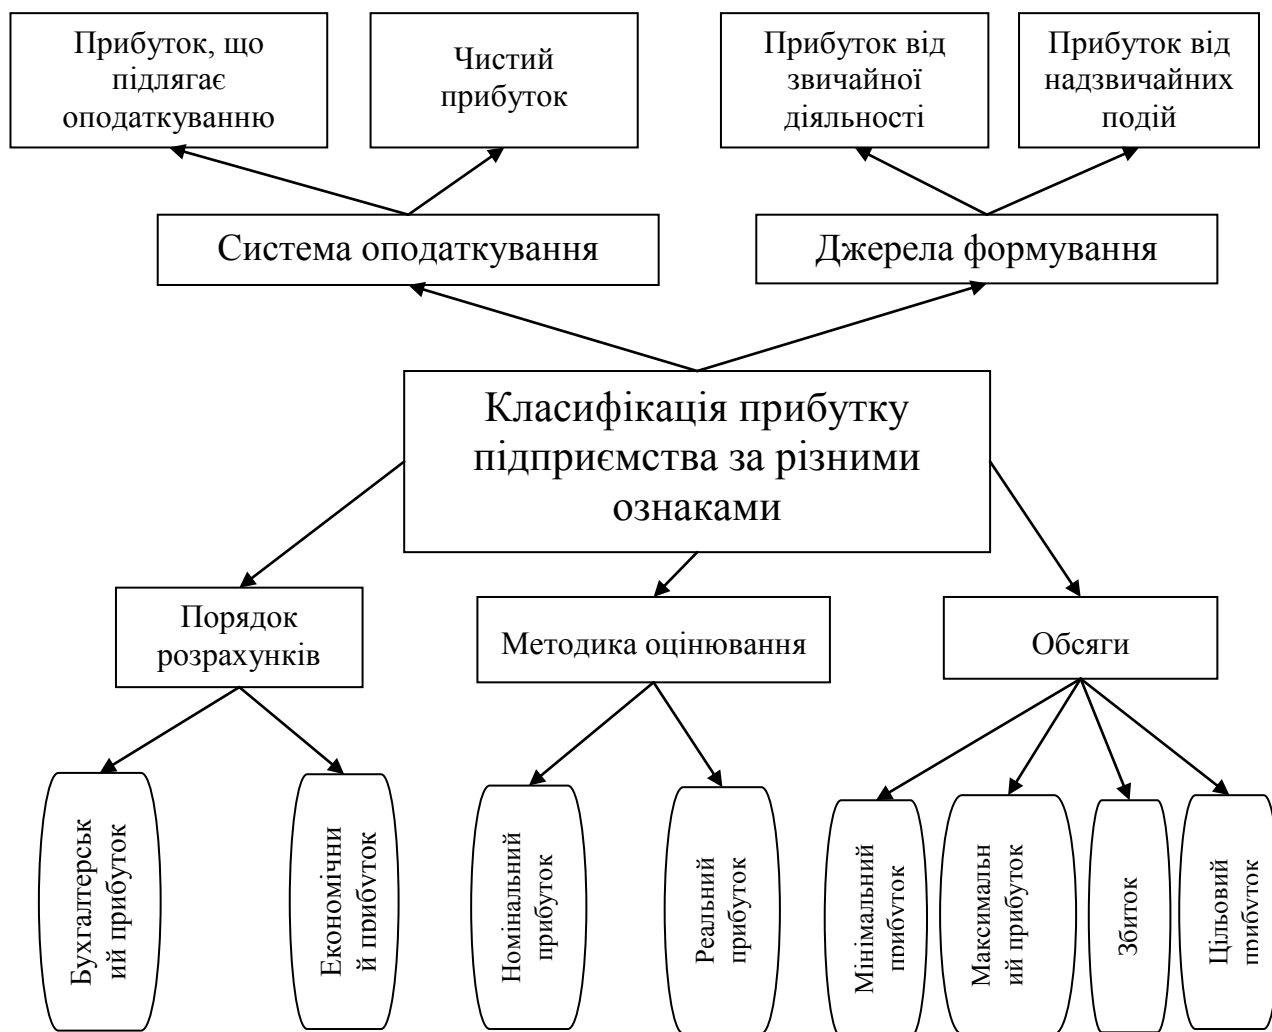 Прибуток, що
підлягає
оподаткуванню
Чистий
прибуток
Прибуток від
звичайної
діяльності
Прибуток від
надзвичайних
подій
Система оподаткування
Джерела формування
Класифікація прибутку
підприємства за різними
ознаками
Порядок
розрахунків
Методика оцінювання
Обсяги
Бухгалтерськ
ий прибуток
Економічни
й прибуток
Номінальний
прибуток
Реальний
прибуток
Мінімальний
прибуток
Максимальн
ий прибуток
Збиток
Цільовий
прибуток